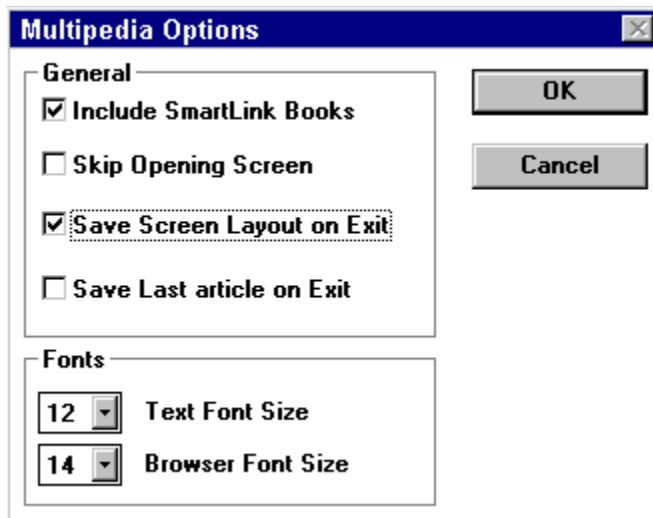 Multipedia Options
General
Include SmartLink Books
OK
Skip Opening Screen
Cancel
Save Screen Layout on Exit
Save Last article on Exit
Fonts
12 Text Font Size
14 Browser Font Size